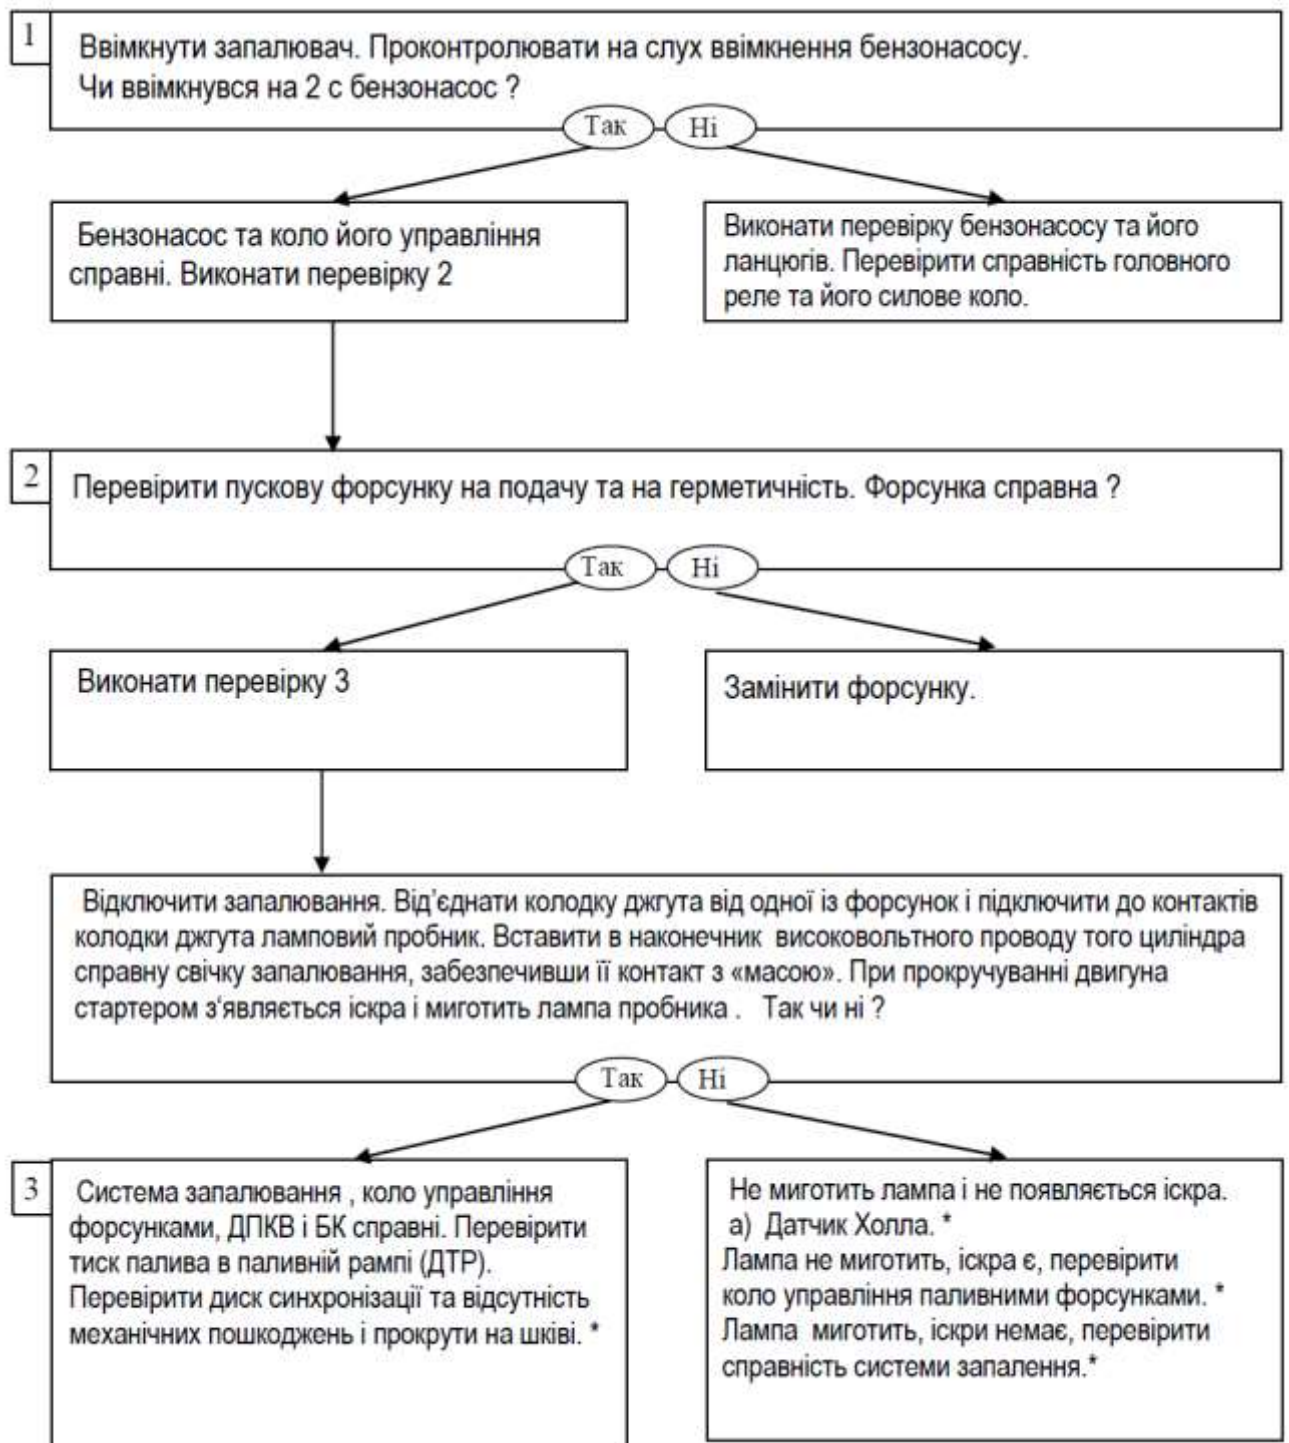 1
Ввімкнути запалювач. Проконтролювати на слух ввімкнення бензонасосу.
Чи ввімкнувся на 2 с бензонасос ?
Так Ні
Бензонасос та коло його управління
справні. Виконати перевірку 2
Виконати перевірку бензонасосу та його
ланцюгів. Перевірити справність головного
реле та його силове коло.
2
Перевірити пускову форсунку на подачу та на герметичність. Форсунка справна ?
Так Ні
Виконати перевірку 3
Замінити форсунку.
Відключити запалювання. Від’єднати колодку джгута від одної із форсунок і підключити до контактів
колодки джгута ламповий пробник. Вставити в наконечник високовольтного проводу того циліндра
справну свічку запалювання, забезпечивши її контакт з «масою». При прокручуванні двигуна
стартером з‘являється іскра і миготить лампа пробника . Так чи ні ?
Так Ні
3
Система запалювання , коло управління
форсунками, ДПКВ і БК справні. Перевірити
тиск палива в паливній рампі (ДТР).
Перевірити диск синхронізації та відсутність
механічних пошкоджень і прокрути на шківі. *
Не миготить лампа і не появляється іскра.
а) Датчик Холла. *
Лампа не миготить, іскра є, перевірити
коло управління паливними форсунками. *
Лампа миготить, іскри немає, перевірити
справність системи запалення.*